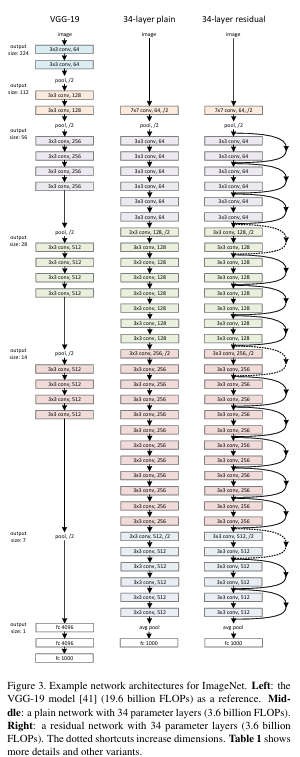 VGG-19
image
output
size: 224
3x3 conv, 64
3x3 conv, 64
pool, /2
output
size: 112
3x3 conv, 128
3x3 conv, 128
pool, /2
output
size: 56
3x3 conv, 256
3x3 conv, 256
3x3 conv, 256
3x3 conv, 256
pool, /2
output
size: 28
3x3 conv, 512
3x3 conv, 512
3x3 conv, 512
3x3 conv, 512
pool, /2
output
size: 14
3x3 conv, 512
3x3 conv, 512
3x3 conv, 512
3x3 conv, 512
output
size: 7
pool, /2
output
size: 1
fc 4096
fc 4096
fc 1000
34-layer plain
image
7x7 conv, 64, /2
pool, /2
3x3 conv, 64
3x3 conv, 64
3x3 conv, 64
3x3 conv, 64
3x3 conv, 64
3x3 conv, 64
3x3 conv, 128, /2
3x3 conv, 128
3x3 conv, 128
3x3 conv, 128
3x3 conv, 128
3x3 conv, 128
3x3 conv, 128
3x3 conv, 128
3x3 conv, 256, /2
3x3 conv, 256
3x3 conv, 256
3x3 conv, 256
3x3 conv, 256
3x3 conv, 256
3x3 conv, 256
3x3 conv, 256
3x3 conv, 256
3x3 conv, 256
3x3 conv, 256
3x3 conv, 256
3x3 conv, 512, /2
3x3 conv, 512
3x3 conv, 512
3x3 conv, 512
3x3 conv, 512
3x3 conv, 512
avg pool
fc 1000
34-layer residual
image
7x7 conv, 64, /2
pool, /2
3x3 conv, 64
3x3 conv, 64
3x3 conv, 64
3x3 conv, 64
3x3 conv, 64
3x3 conv, 64
3x3 conv, 128, /2
3x3 conv, 128
3x3 conv, 128
3x3 conv, 128
3x3 conv, 128
3x3 conv, 128
3x3 conv, 128
3x3 conv, 128
3x3 conv, 256, /2
3x3 conv, 256
3x3 conv, 256
3x3 conv, 256
3x3 conv, 256
3x3 conv, 256
3x3 conv, 256
3x3 conv, 256
3x3 conv, 256
3x3 conv, 256
3x3 conv, 256
3x3 conv, 256
3x3 conv, 512, /2
3x3 conv, 512
3x3 conv, 512
3x3 conv, 512
3x3 conv, 512
3x3 conv, 512
avg pool
fc 1000
Figure 3. Example network architectures for ImageNet. Left: the
VGG-19 model [41] (19.6 billion FLOPs) as a reference. Mid-
dle: a plain network with 34 parameter layers (3.6 billion FLOPs).
Right: a residual network with 34 parameter layers (3.6 billion
FLOPs). The dotted shortcuts increase dimensions. Table 1 shows
more details and other variants.